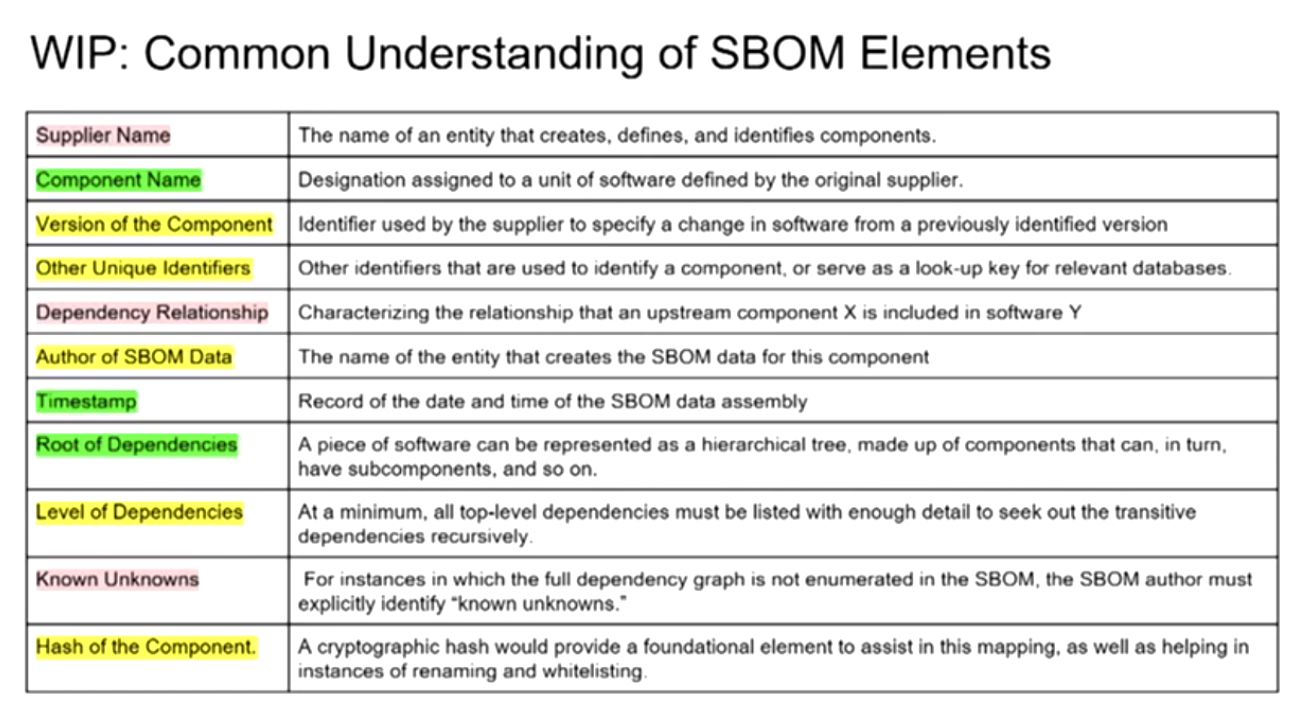 WIP: Common Understanding of SBOM Elements
Supplier Name
The name of an entity that creates, defines, and identifies components.
Component Name
Designation assigned to a unit of software defined by the original supplier.
Version of the Component
Identifier used by the supplier to specify a change in software from a previously identified version
Other Unique Identifiers
Other identifiers that are used to identify a component, or serve as a look-up key for relevant databases.
Dependency Relationship
Characterizing the relationship that an upstream component X is included in software Y
Author of SBOM Data
The name of the entity that creates the SBOM data for this component
Timestamp
Record of the date and time of the SBOM data assembly
Root of Dependencies
A piece of software can be represented as a hierarchical tree, made up of components that can, in turn,
have subcomponents, and so on.
Level of Dependencies
At a minimum, all top-level dependencies must be listed with enough detail to seek out the transitive
dependencies recursively.
Known Unknowns
For instances in which the full dependency graph is not enumerated in the SBOM, the SBOM author must
explicitly identify “known unknowns.”
Hash of the Component.
A cryptographic hash would provide a foundational element to assist in this mapping, as well as helping in
instances of renaming and whitelisting.